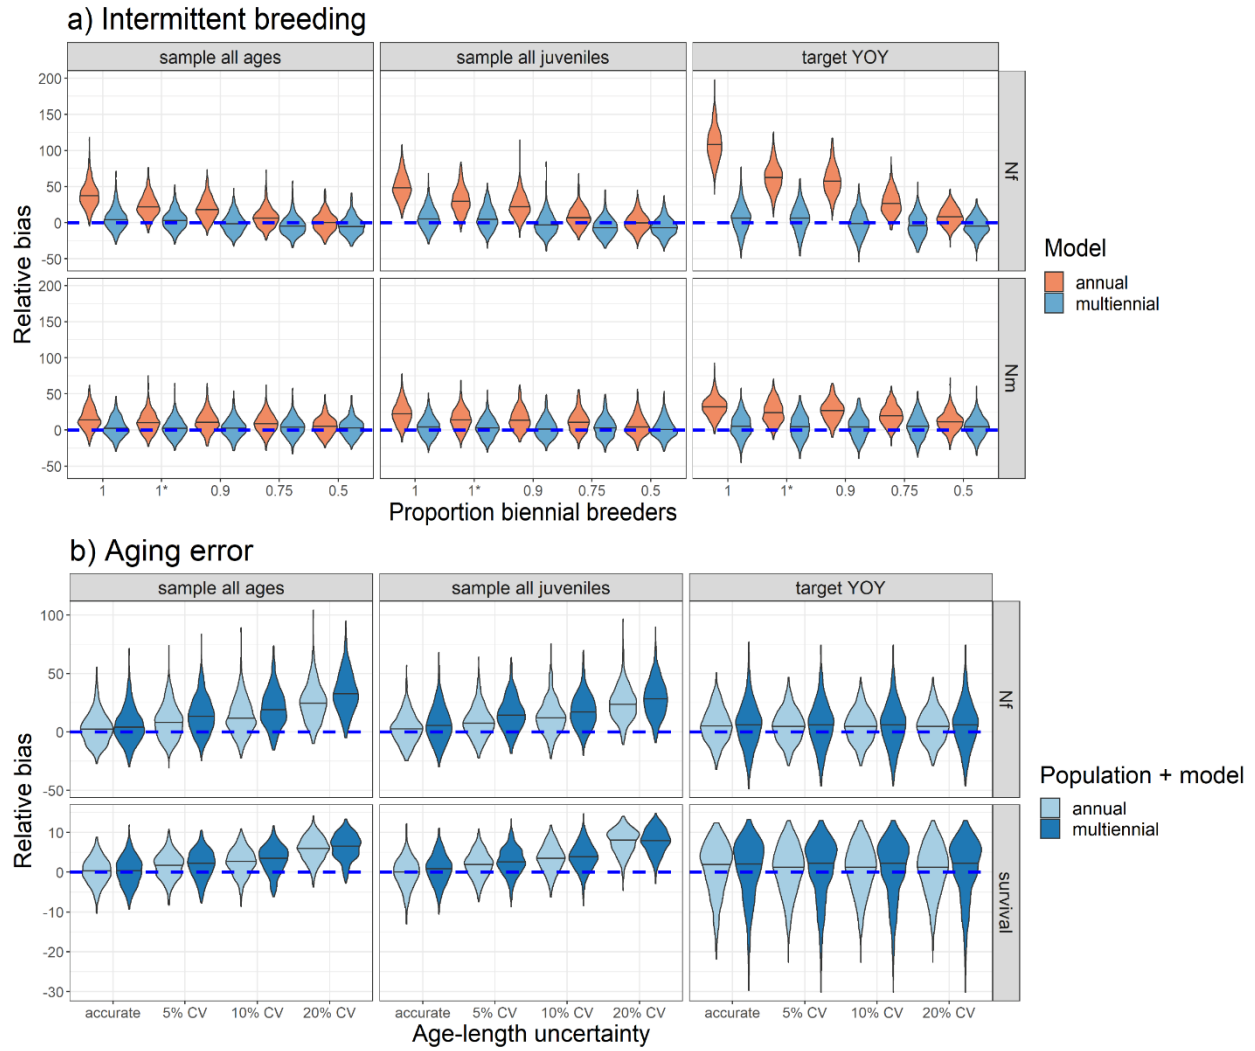 a) Intermittent breeding
sample all ages
sample all juveniles
target YOY
200
150
100
50
0
-50
Nf
200
150
100
50
0
-50
Nm
Relative bias
1 1* 0.9 0.75 0.5
1 1* 0.9 0.75 0.5
1 1* 0.9 0.75 0.5
Proportion biennial breeders
Model
annual
multiennial
b) Aging error
sample all ages
sample all juveniles
target YOY
100
50
0
-50
Nf
10
0
-10
-20
-30
survival
Relative bias
accurate 5% CV 10% CV 20% CV
accurate 5% CV 10% CV 20% CV
accurate 5% CV 10% CV 20% CV
Age-length uncertainty
Population + model
annual
multiennial